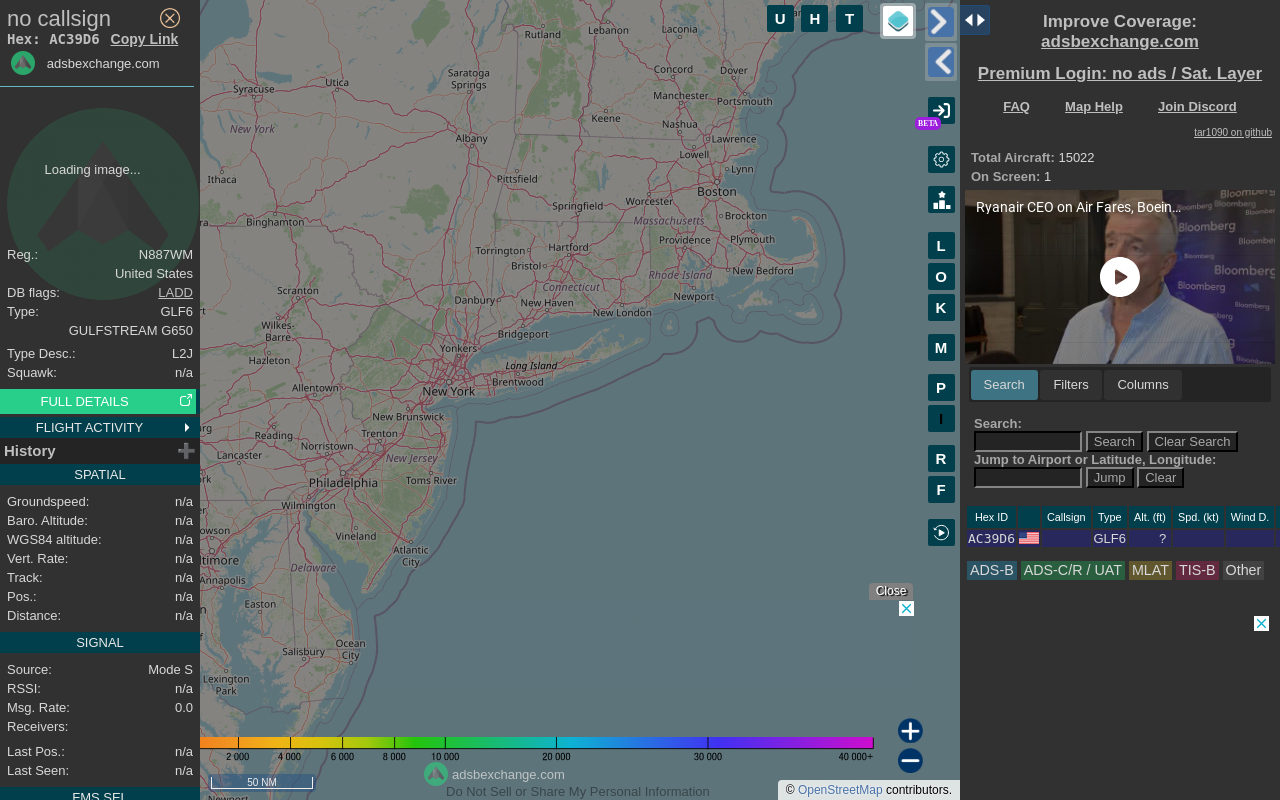 no callsign
Hex: AC39D6 Copy Link
adsbexchange.com
Loading image...
Reg.: N887WM
United States
DB flags: LADD
Type: GLF6
GULFSTREAM G650
Type Desc.: L2J
Squawk: n/a
FULL DETAILS
FLIGHT ACTIVITY
History
SPATIAL
Groundspeed: n/a
Baro. Altitude: n/a
WGS84 altitude: n/a
Vert. Rate: n/a
Track: n/a
Pos.: n/a
Distance: n/a
SIGNAL
Source: Mode S
RSSI: n/a
Msg. Rate: 0.0
Receivers:
Last Pos.: n/a
Last Seen: n/a
FMS SEL
Rutland
Lebanon
Laconia
Concord
Dover
Saratoga
Springs
Utica
Syracuse
Manchester
Portsmouth
Keene
Nashua
New York
Albany
Lawrence
Lowell
Lynn
Ithaca
Pittsfield
Boston
Worcester
Springfield
Binghamton
Massachusetts
Brockton
Hartford
Providence
Plymouth
Torrington
Bristol
Rhode Island
New Bedford
Connecticut
Scranton
Danbury
New Haven
Newport
New London
Wilkes-
Barre
Bridgeport
Yonkers
Hazleton
Long Island
Brentwood
Allentown
New York
New Brunswick
Reading
Trenton
Norristown
Lancaster
New Jersey
Philadelphia
Toms River
Wilmington
Vineland
Atlantic
City
Delaware
Annapolis
Easton
Ocean
City
Salisbury
Lexington
Park
U H T
BETA
L
O
K
M
P
I
R
F
Close
2 000 4 000 6 000 8 000 10 000 20 000 30 000 40 000+
50 NM
adsbexchange.com
Do Not Sell or Share My Personal Information
© OpenStreetMap contributors.
Newport
Improve Coverage:
adsbexchange.com
Premium Login: no ads / Sat. Layer
FAQ Map Help Join Discord
tar1090 on github
Total Aircraft: 15022
On Screen: 1
Ryanair CEO on Air Fares, Boein...
Bloomberg
Bloomberg
Bloomberg
Bloomberg
Search Filters Columns
Search:
Search Clear Search
Jump to Airport or Latitude, Longitude:
Jump Clear
Hex ID Callsign Type Alt. (ft) Spd. (kt) Wind D.
AC39D6 GLF6 ?
ADS-B ADS-C/R / UAT MLAT TIS-B Other